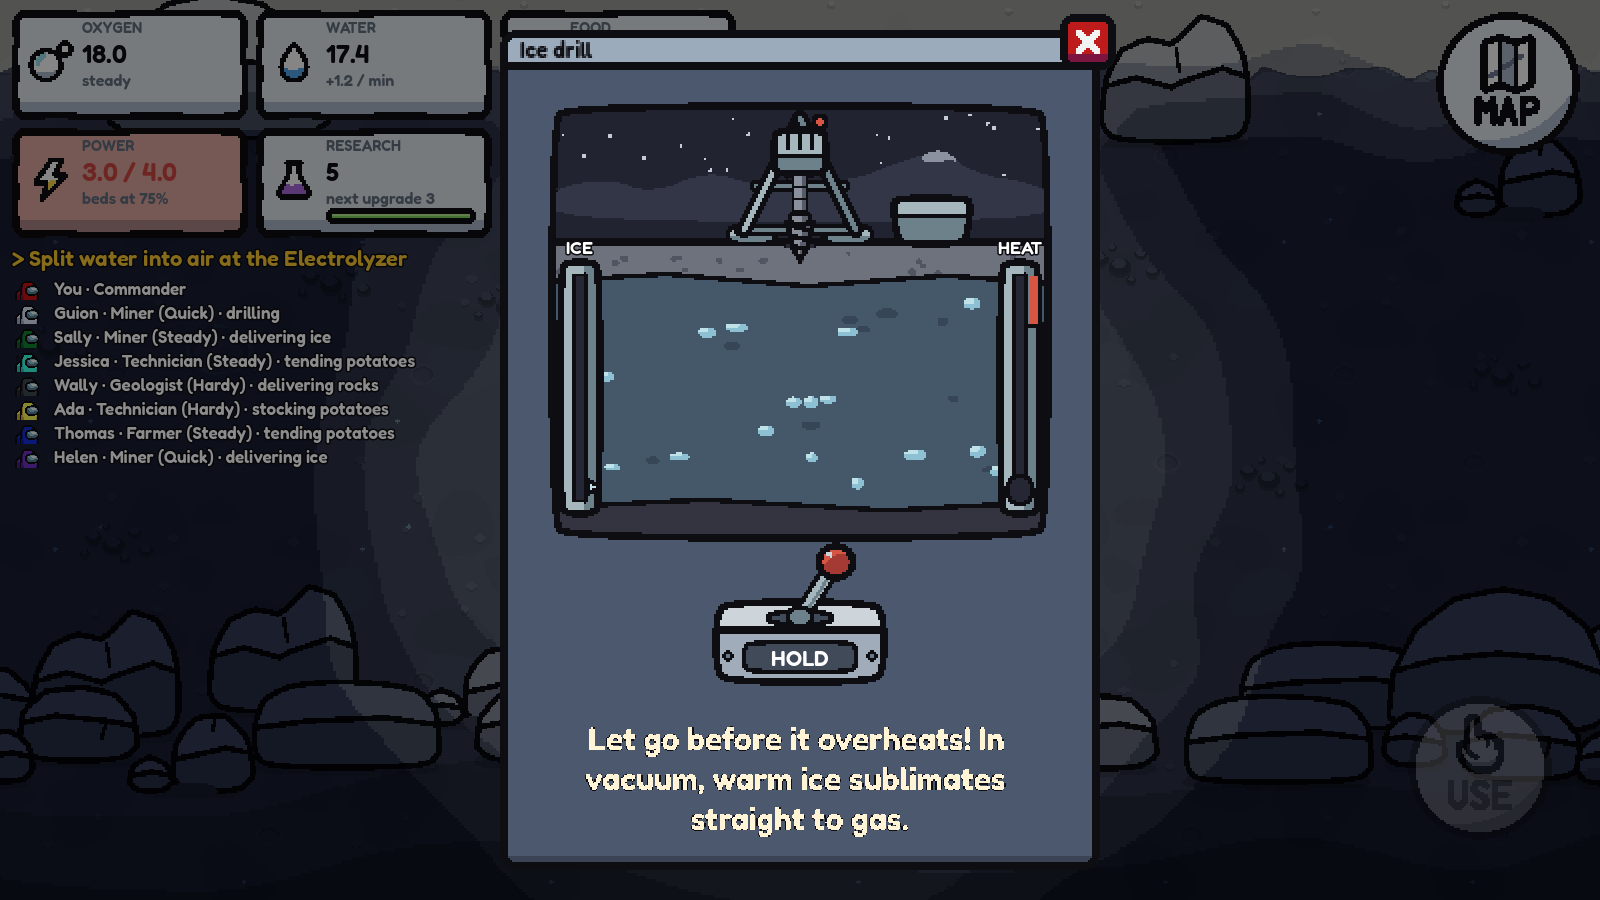 OXYGEN
18.0
steady
WATER
17.4
+1.2 / min
FOOD
POWER
3.0 / 4.0
beds at 75%
RESEARCH
5
next upgrade 3
> Split water into air at the Electrolyzer
You · Commander
Guion · Miner (Quick) · drilling
Sally · Miner (Steady) · delivering ice
Jessica · Technician (Steady) · tending potatoes
Wally · Geologist (Hardy) · delivering rocks
Ada · Technician (Hardy) · stocking potatoes
Thomas · Farmer (Steady) · tending potatoes
Helen · Miner (Quick) · delivering ice
Ice drill
ICE
HEAT
HOLD
Let go before it overheats! In
vacuum, warm ice sublimates
straight to gas.
MAP
USE